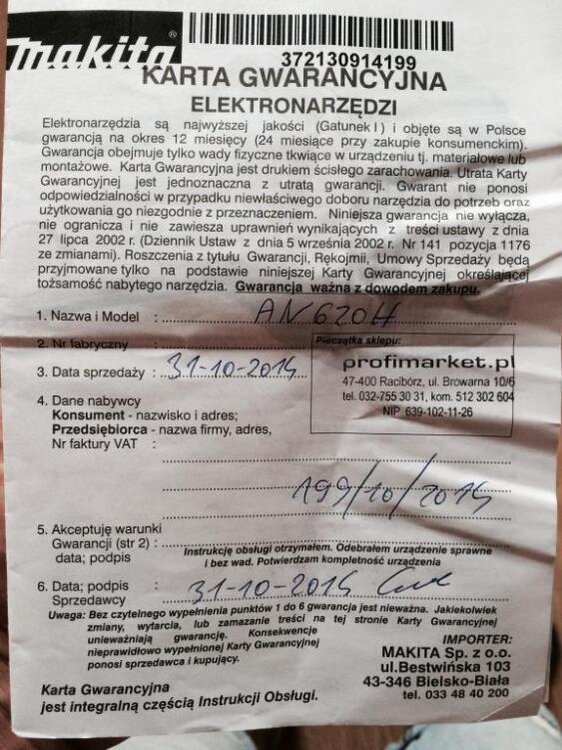 makita®
372130914199
KARTA GWARANCYJNA
ELEKTRONARZĘDZI
Elektronarzędzia są najwyższej jakości (Gatunek I) i objęte są w Polsce
gwarancją na okres 12 miesięcy (24 miesiące przy zakupie konsumenckim).
Gwarancja obejmuje tylko wady fizyczne tkwiące w urządzeniu tj. materiałowe lub
montażowe. Karta Gwarancyjna jest drukiem ścisłego zarachowania. Utrata Karty
Gwarancyjnej jest jednoznaczna z utratą gwarancji. Gwarant nie ponosi
odpowiedzialności w przypadku niewłaściwego doboru narzędzia do potrzeb oraz
użytkowania go niezgodnie z przeznaczeniem. Niniejsza gwarancja nie wyłącza,
nie ogranicza i nie zawiesza uprawnień wynikających z treści ustawy z dnia
27 lipca 2002 r. (Dziennik Ustaw z dnia 5 września 2002 r. Nr 141 pozycja 1176
ze zmianami). Roszczenia z tytułu Gwarancji, Rękojmii, Umowy Sprzedaży będą
przyjmowane tylko na podstawie niniejszej Karty Gwarancyjnej określającej
tożsamość nabytego narzędzia. Gwarancja ważna z dowodem zakupu.
1. Nazwa i Model : AN620H
2. Nr fabryczny :
Pieczątka sklepu:
3. Data sprzedaży : 31-10-2014
profimarket.pl
47-400 Racibórz, ul. Browarna 10/6
tel. 032-755 30 31, kom. 512 302 604
NIP 639-102-11-26
4. Dane nabywcy
Konsument - nazwisko i adres;
Przedsiębiorca - nazwa firmy, adres,
Nr faktury VAT :
199/10/2014
5. Akceptuję warunki
Gwarancji (str 2) :
data; podpis
Instrukcję obsługi otrzymałem. Odebrałem urządzenie sprawne
i bez wad. Potwierdzam kompletność urządzenia
6. Data; podpis : 31-10-2014
Sprzedawcy
Uwaga: Bez czytelnego wypełnienia punktów 1 do 6 gwarancja jest nieważna. Jakiekolwiek
zmiany, wytarcia, lub zamazanie treści na tej stronie Karty Gwarancyjnej
unieważniają gwarancję. Konsekwencje
nieprawidłowo wypełnionej Karty Gwarancyjnej
ponosi sprzedawca i kupujący.
IMPORTER:
MAKITA Sp. z o.o.
ul.Bestwińska 103
43-346 Bielsko-Biała
tel. 033 48 40 200
Karta Gwarancyjna
jest integralną częścią Instrukcji Obsługi.